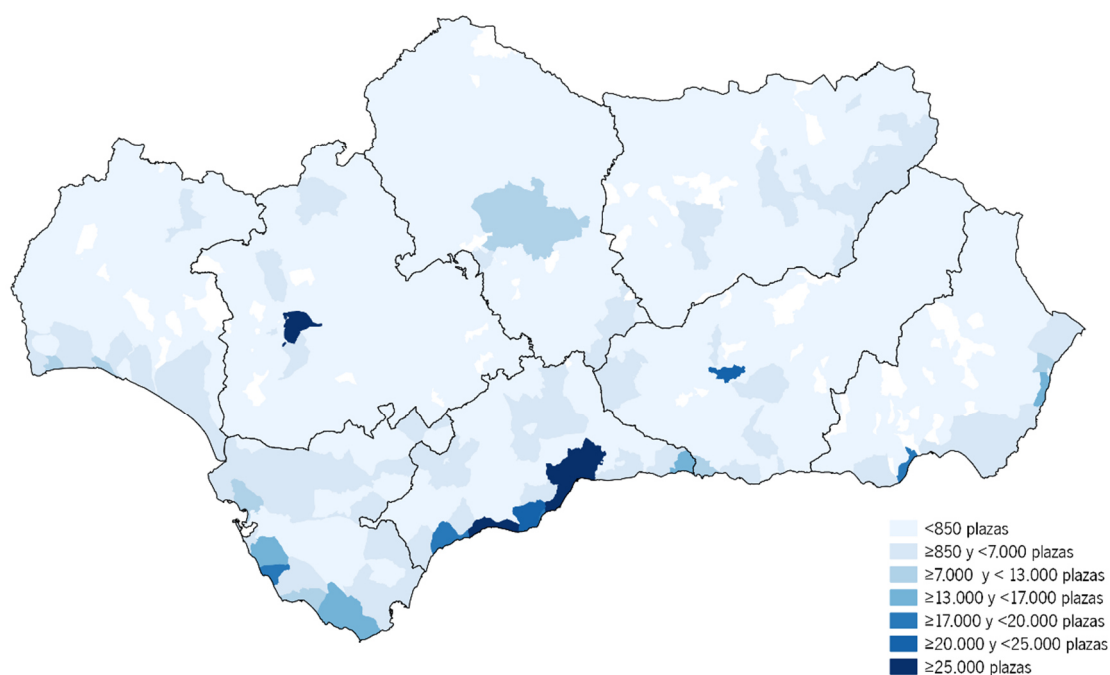 <850 plazas
≥850 y <7.000 plazas
≥7.000 y < 13.000 plazas
≥13.000 y <17.000 plazas
≥17.000 y <20.000 plazas
≥20.000 y <25.000 plazas
≥25.000 plazas